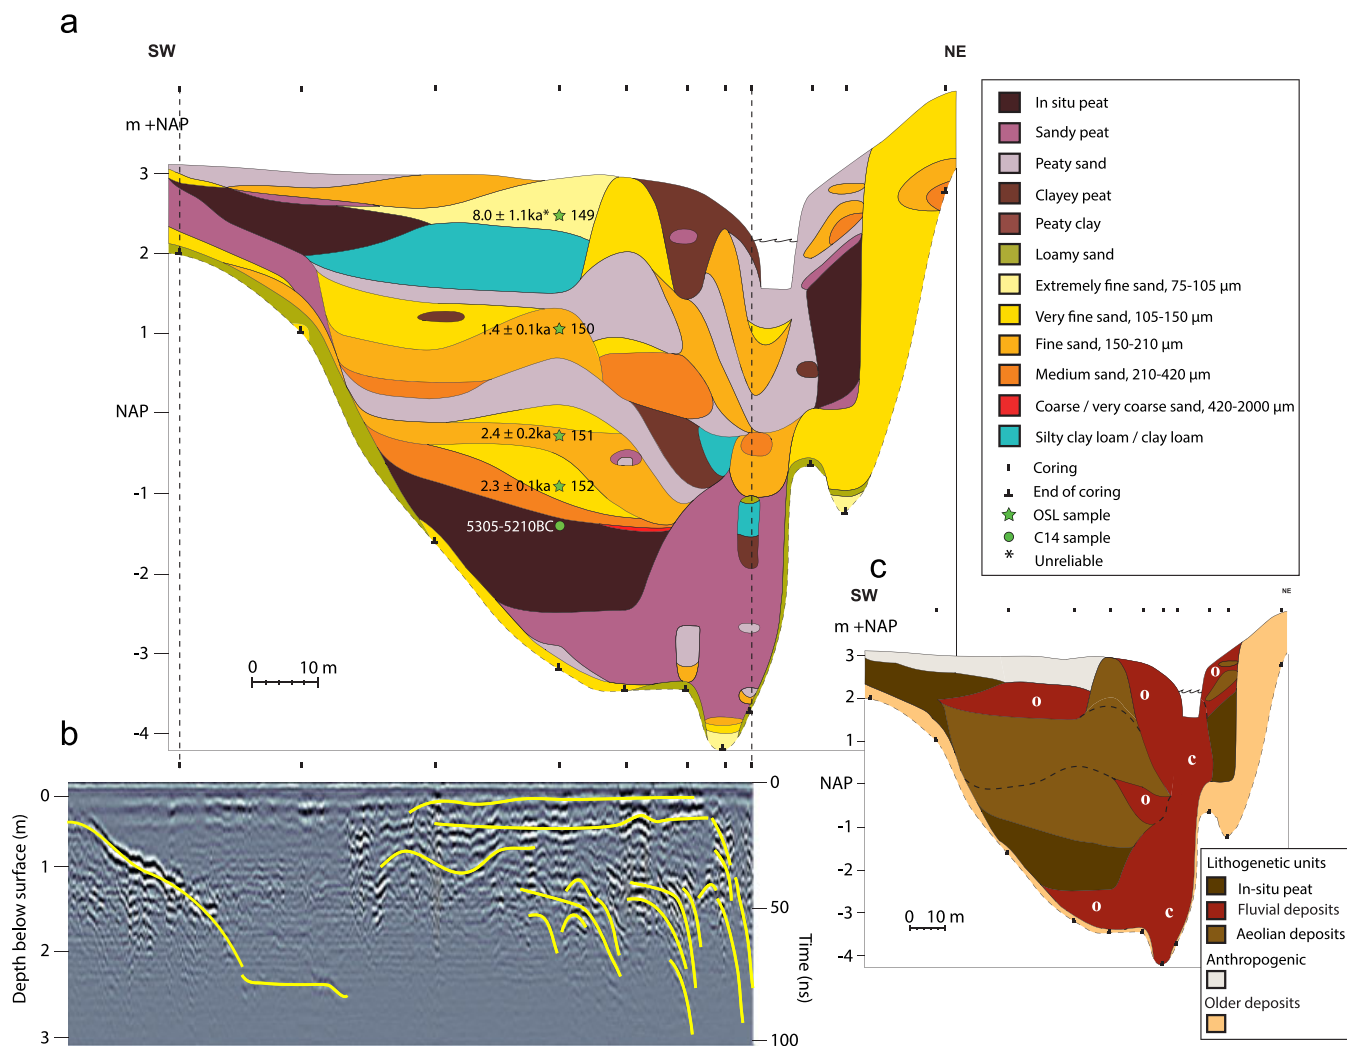 a
SW
NE
m +NAP
3
2
1
NAP
-1
-2
-3
-4
8.0 ± 1.1ka* 149
1.4 ± 0.1ka 150
2.4 ± 0.2ka 151
2.3 ± 0.1ka 152
5305-5210BC
0 10 m
In situ peat
Sandy peat
Peaty sand
Clayey peat
Peaty clay
Loamy sand
Extremely fine sand, 75-105 µm
Very fine sand, 105-150 µm
Fine sand, 150-210 µm
Medium sand, 210-420 µm
Coarse / very coarse sand, 420-2000 µm
Silty clay loam / clay loam
Coring
End of coring
OSL sample
C14 sample
* Unreliable
b
Depth below surface (m)
0
1
2
3
Time (ns)
0
50
100
c
SW
NE
m +NAP
3
2
1
NAP
-1
-2
-3
-4
o
o
o
c
o
o
c
0 10 m
Lithogenetic units
In-situ peat
Fluvial deposits
Aeolian deposits
Anthropogenic
Older deposits